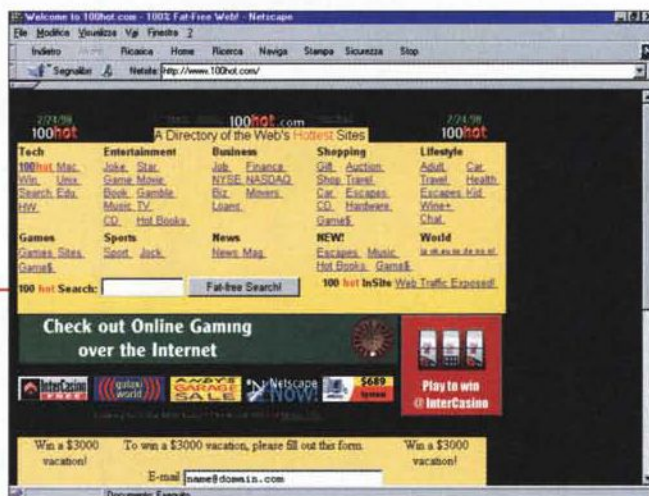 Welcome to 100hot.com - 100% Fat-Free Web! - Netscape
File Modifica Visualizza Vai Finestra ?
Indietro Ricarica Home Ricerca Naviga Stampa Sicurezza Stop
Segnalibri Netsite: http://www.100hot.com/
2/24/98 100hot.com 2/24/98
100hot A Directory of the Web's Hottest Sites 100hot
Tech Entertainment Business Shopping Lifestyle
100hot Mac. Joke. Star. Job. Finance. Gift. Auction. Adult. Car.
Win. Unix. Game Movie. NYSE NASDAQ. Shop Travel. Travel. Health
Search Edu. Book. Gamble. Biz. Movers. Car. Escapes. Escapes Kid.
HW. Music TV. Loans. CD. Hardware. Wine+
CD. Hot Books. Game$. Chat.
Games Sports News NEW! World
Games Sites. Sport. Jock. News Mag. Escapes. Music.
Game$. Hot Books. Game$.
100 hot Search: Fat-free Search! 100 hot InSite Web Traffic Exposed!
Check out Online Gaming
over the Internet
InterCasino FREE galaxi world ANDY'S GARAGE SALE Netscape NOW! $689
Play to win
@ InterCasino
Win a $3000 To win a $3000 vacation, please fill out this form. Win a $3000
vacation! vacation!
E-mail name@domain.com
Documento: Eseguito